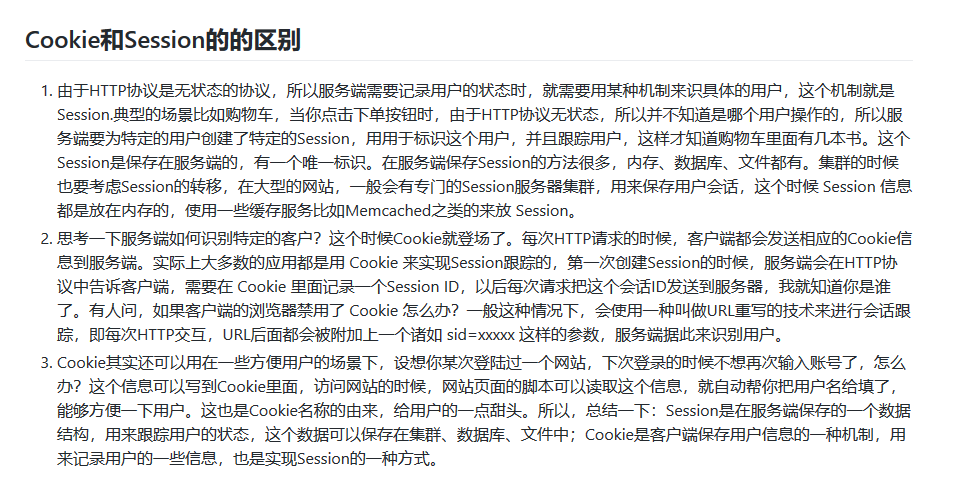 Cookie和Session的的区别
1. 由于HTTP协议是无状态的协议，所以服务端需要记录用户的状态时，就需要用某种机制来识具体的用户，这个机制就是
Session.典型的场景比如购物车，当你点击下单按钮时，由于HTTP协议无状态，所以并不知道是哪个用户操作的，所以服
务端要为特定的用户创建了特定的Session，用用于标识这个用户，并且跟踪用户，这样才知道购物车里面有几本书。这个
Session是保存在服务端的，有一个唯一标识。在服务端保存Session的方法很多，内存、数据库、文件都有。集群的时候
也要考虑Session的转移，在大型的网站，一般会有专门的Session服务器集群，用来保存用户会话，这个时候 Session 信息
都是放在内存的，使用一些缓存服务比如Memcached之类的来放 Session。
2. 思考一下服务端如何识别特定的客户？这个时候Cookie就登场了。每次HTTP请求的时候，客户端都会发送相应的Cookie信
息到服务端。实际上大多数的应用都是用 Cookie 来实现Session跟踪的，第一次创建Session的时候，服务端会在HTTP协
议中告诉客户端，需要在 Cookie 里面记录一个Session ID，以后每次请求把这个会话ID发送到服务器，我就知道你是谁
了。有人问，如果客户端的浏览器禁用了 Cookie 怎么办？一般这种情况下，会使用一种叫做URL重写的技术来进行会话跟
踪，即每次HTTP交互，URL后面都会被附加上一个诸如 sid=xxxxx 这样的参数，服务端据此来识别用户。
3. Cookie其实还可以用在一些方便用户的场景下，设想你某次登陆过一个网站，下次登录的时候不想再次输入账号了，怎么
办？这个信息可以写到Cookie里面，访问网站的时候，网站页面的脚本可以读取这个信息，就自动帮你把用户名给填了，
能够方便一下用户。这也是Cookie名称的由来，给用户的一点甜头。所以，总结一下：Session是在服务端保存的一个数据
结构，用来跟踪用户的状态，这个数据可以保存在集群、数据库、文件中；Cookie是客户端保存用户信息的一种机制，用
来记录用户的一些信息，也是实现Session的一种方式。